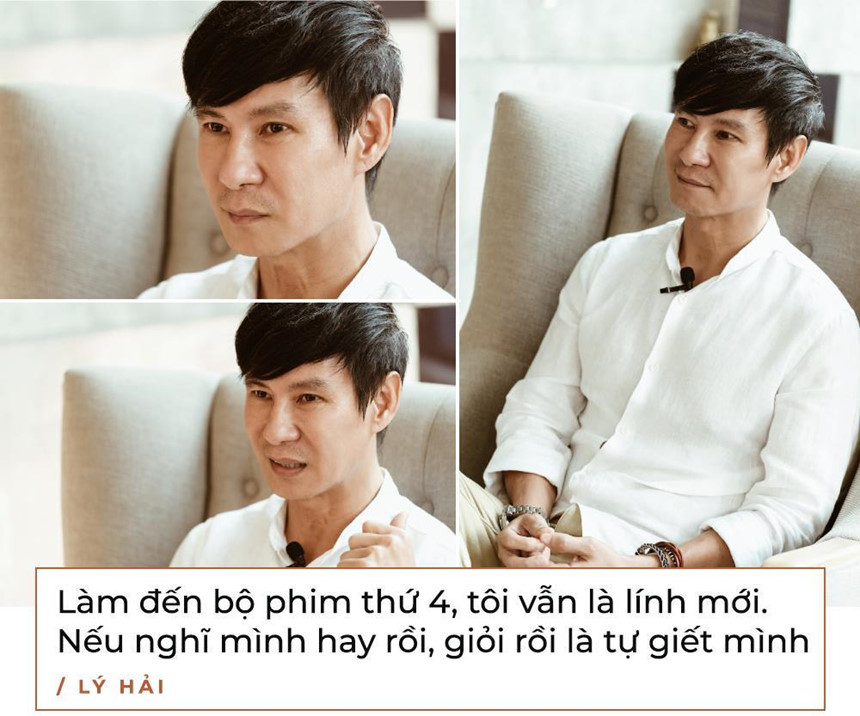 Làm đến bộ phim thứ 4, tôi vẫn là lính mới.
Nếu nghĩ mình hay rồi, giỏi rồi là tự giết mình
/ LÝ HẢI